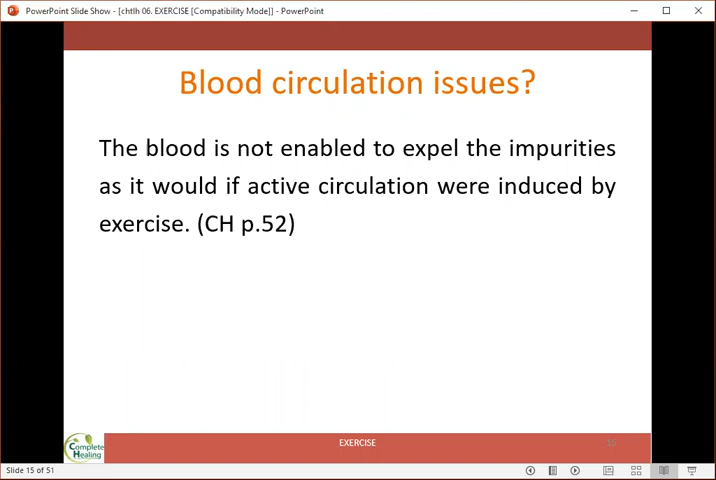 PowerPoint Slide Show - [chtlh 06. EXERCISE [Compatibility Mode]] - PowerPoint
Blood circulation issues?
The blood is not enabled to expel the impurities
as it would if active circulation were induced by
exercise. (CH p.52)
Complete
Healing
EXERCISE
15
Slide 15 of 51